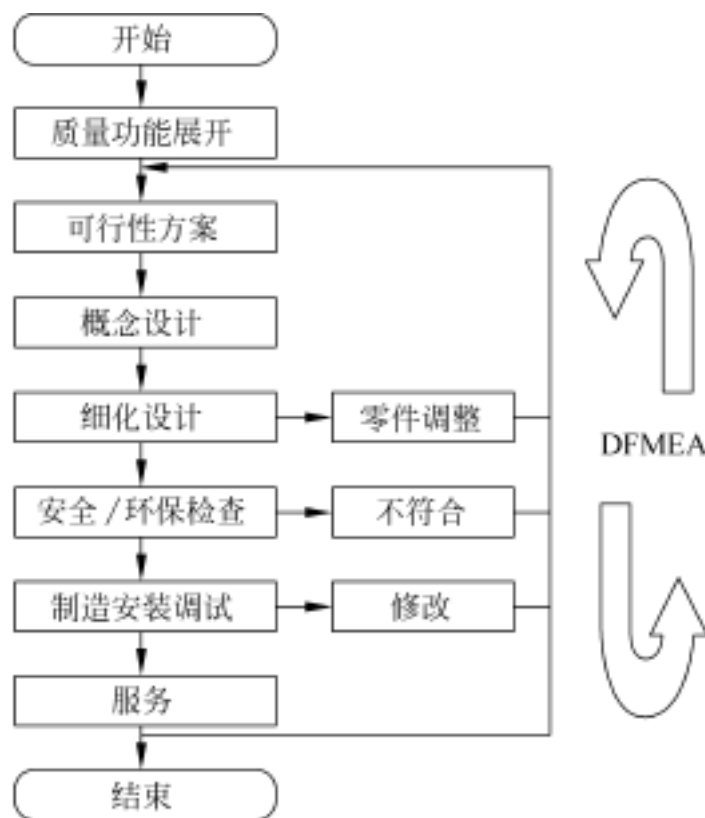 开始
质量功能展开
可行性方案
概念设计
细化设计
零件调整
DFMEA
安全/环保检查
不符合
制造安装调试
修改
服务
结束